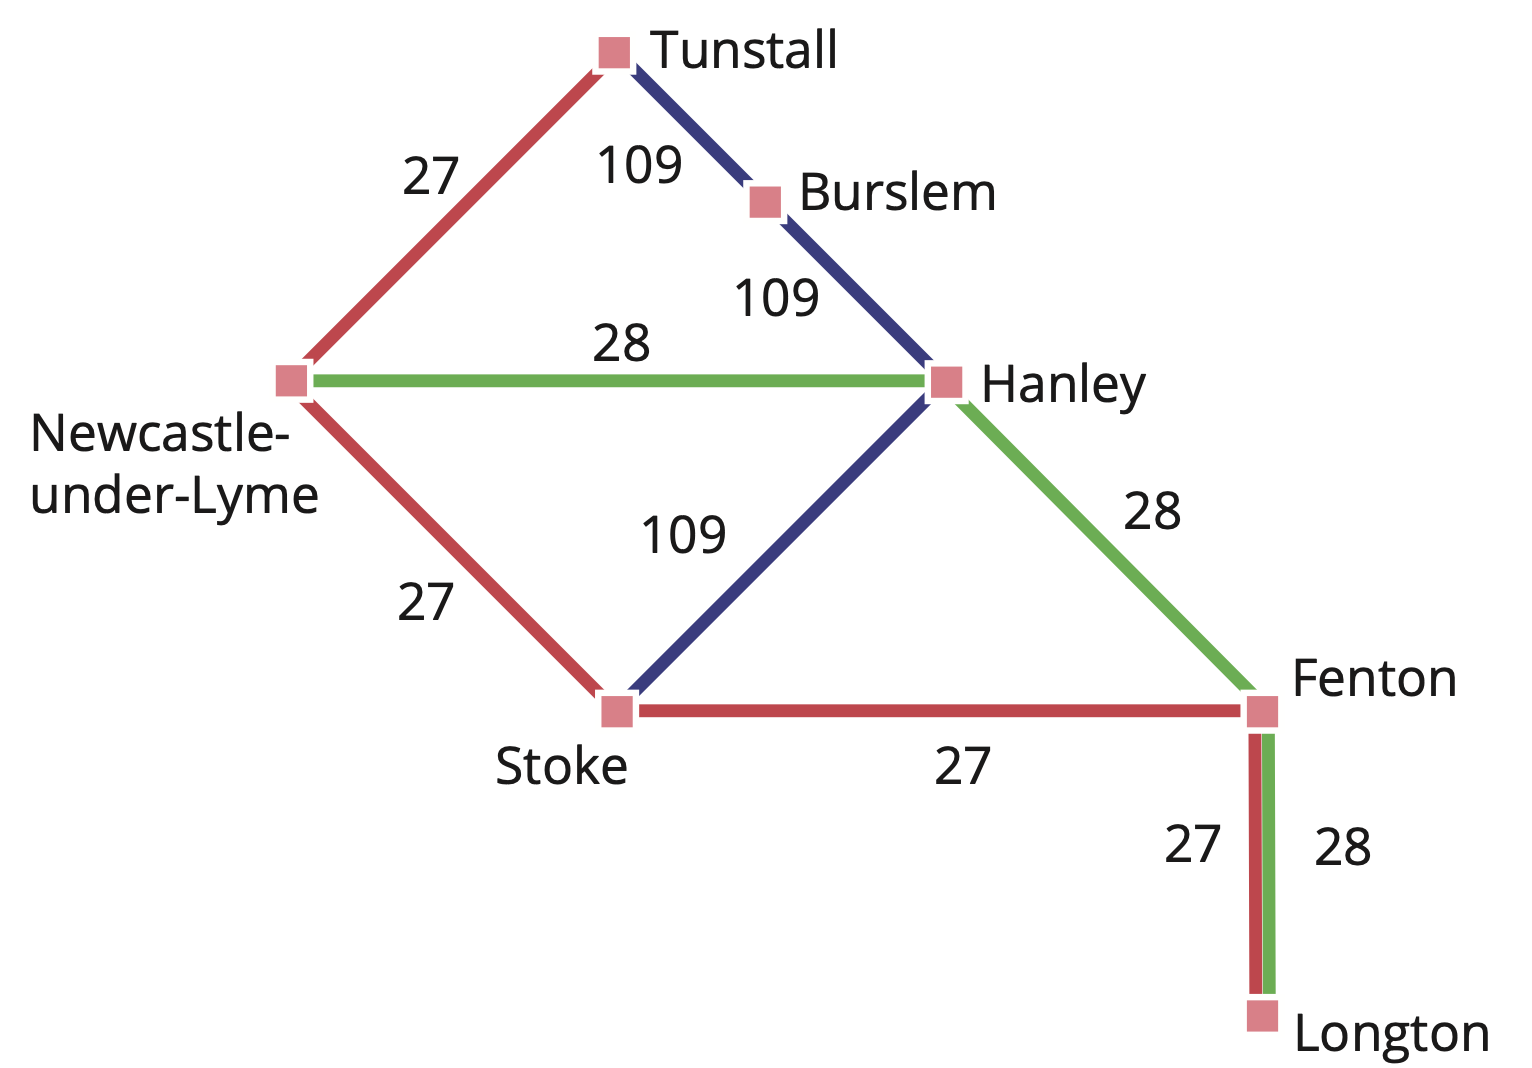 Tunstall
27
109
Burslem
109
28
Hanley
Newcastle-
under-Lyme
28
109
27
Fenton
Stoke
27
27
28
Longton